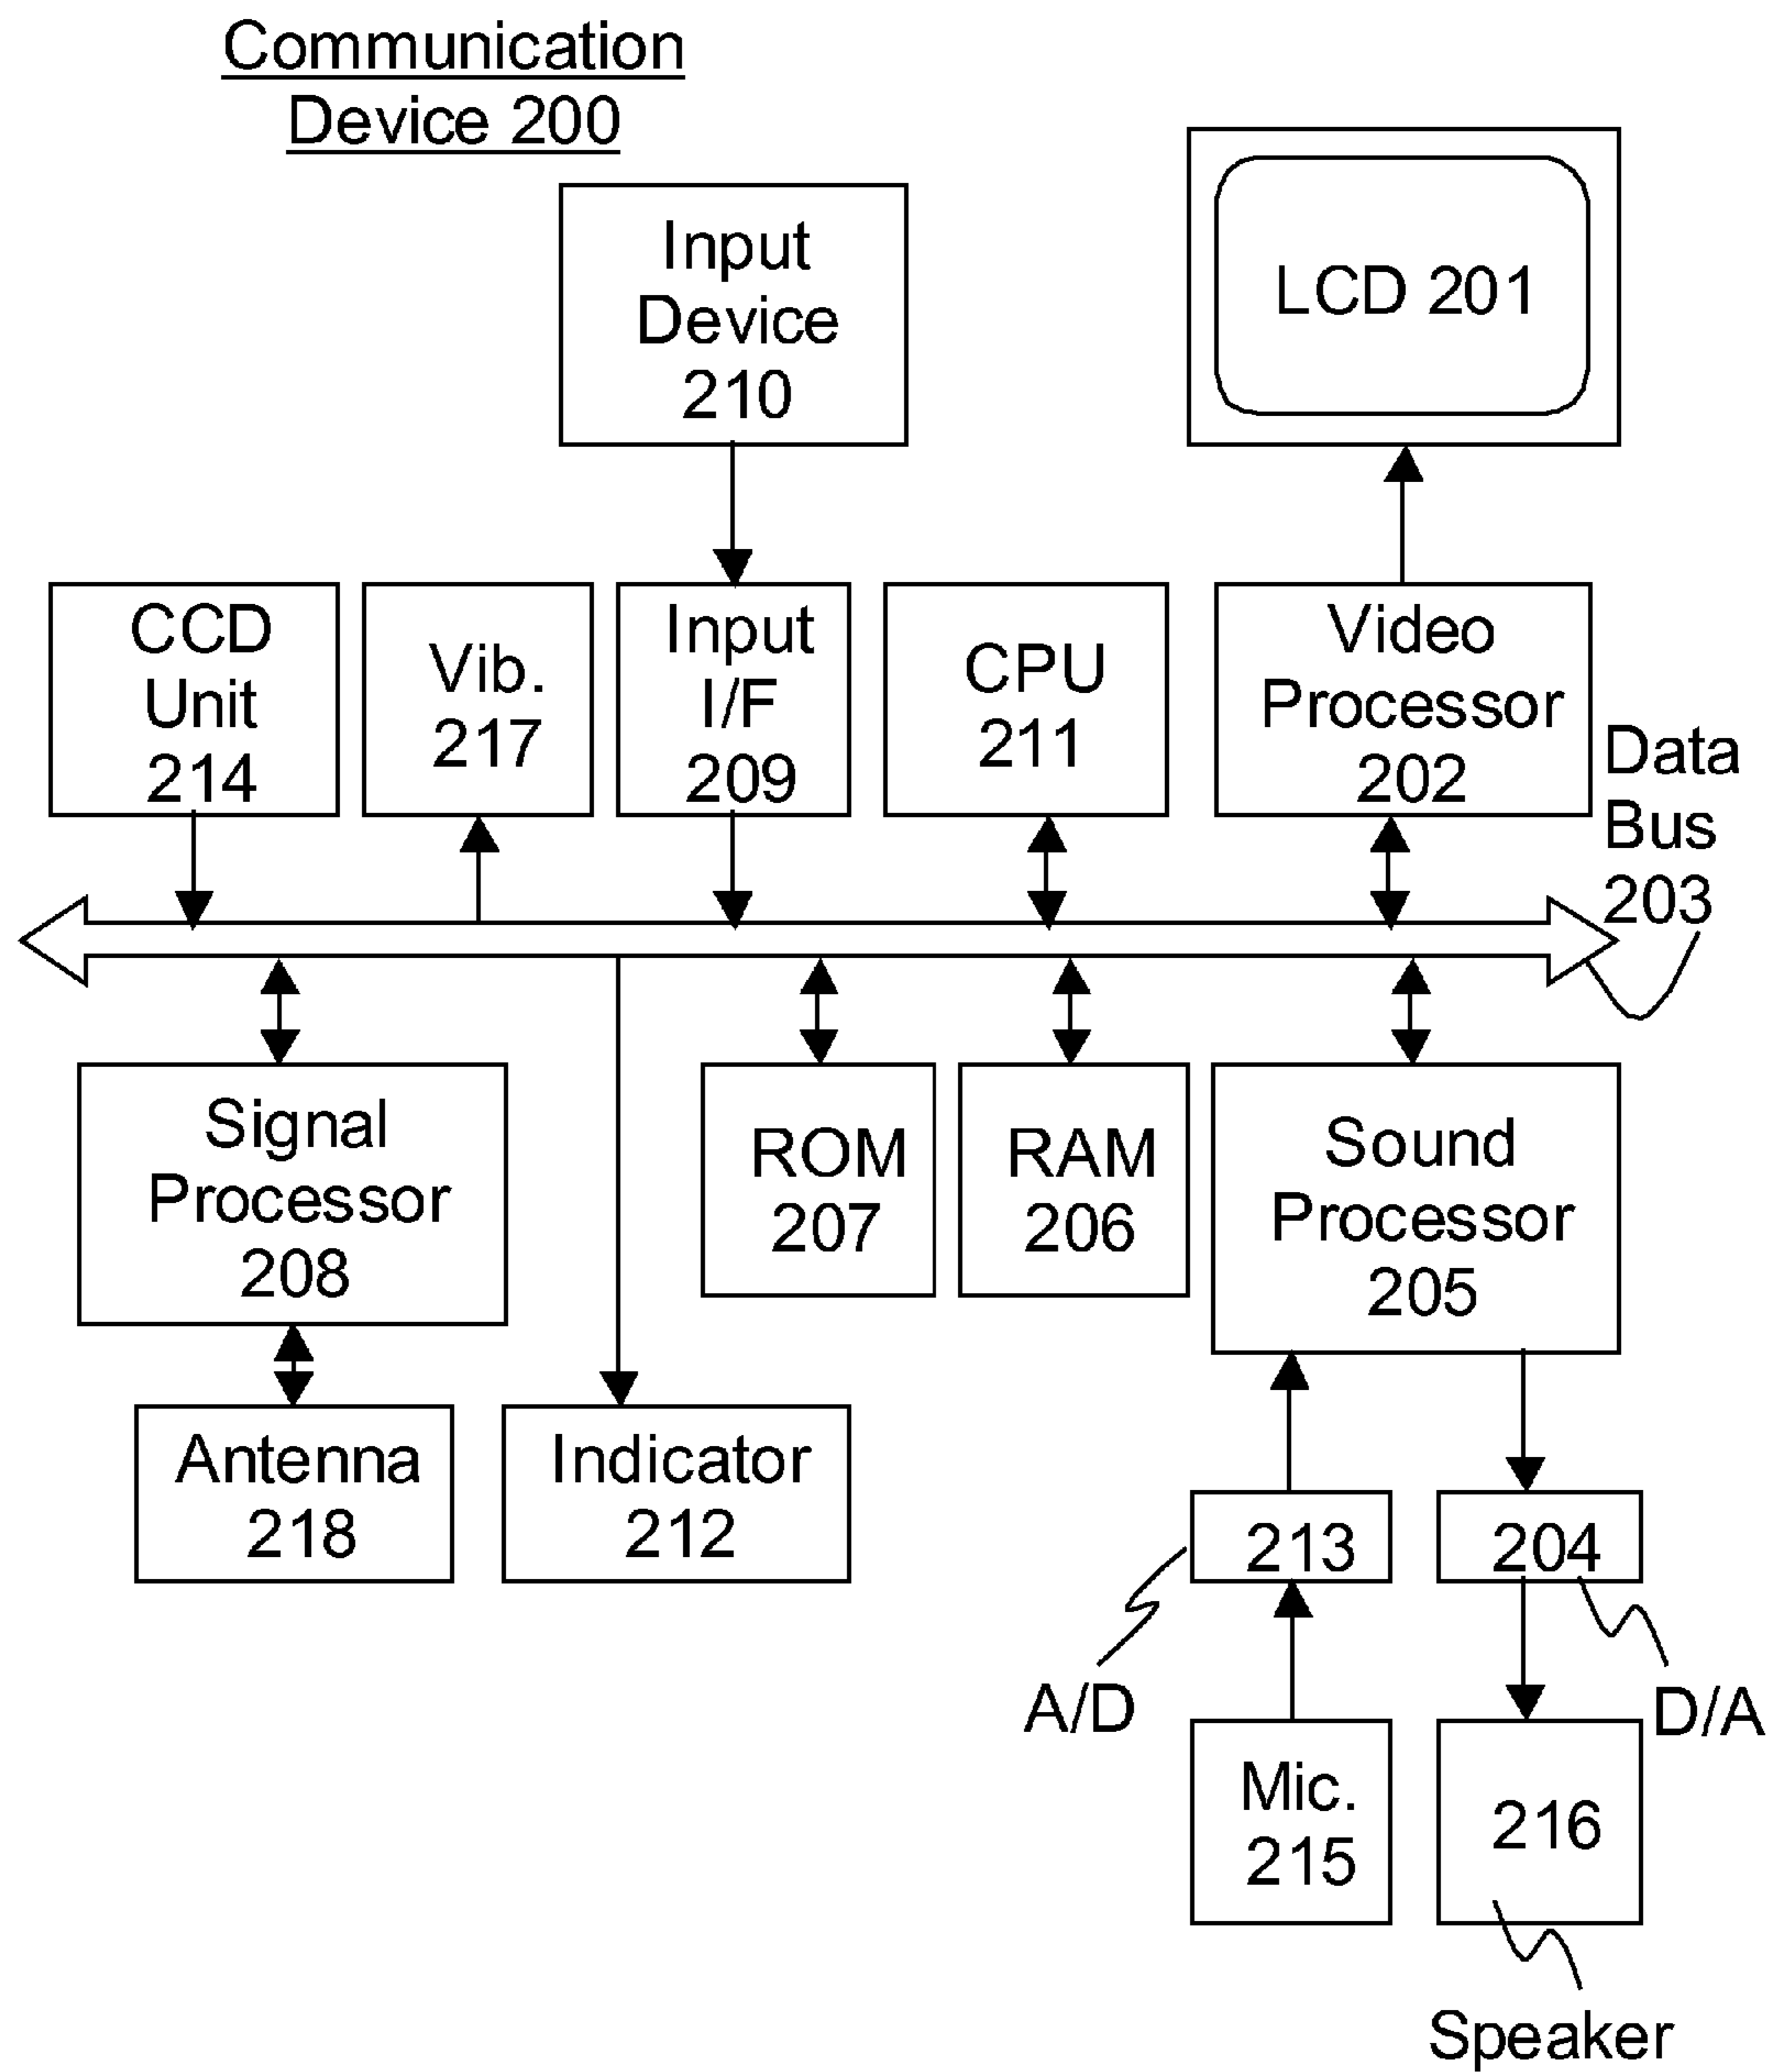 Communication
Device 200
Input
Device
210
LCD 201
CCD
Unit
214
Vib.
217
Input
I/F
209
CPU
211
Video
Processor
202
Data
Bus
203
Signal
Processor
208
ROM
207
RAM
206
Sound
Processor
205
Antenna
218
Indicator
212
213
204
A/D
D/A
Mic.
215
216
Speaker